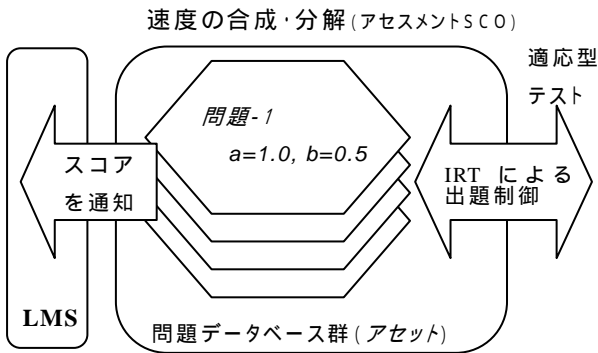 速度の合成・分解(アセスメントSCO)
適応型
テスト
問題-1
a=1.0, b=0.5
スコア
を通知
IRT による
出題制御
LMS
問題データベース群(アセット)